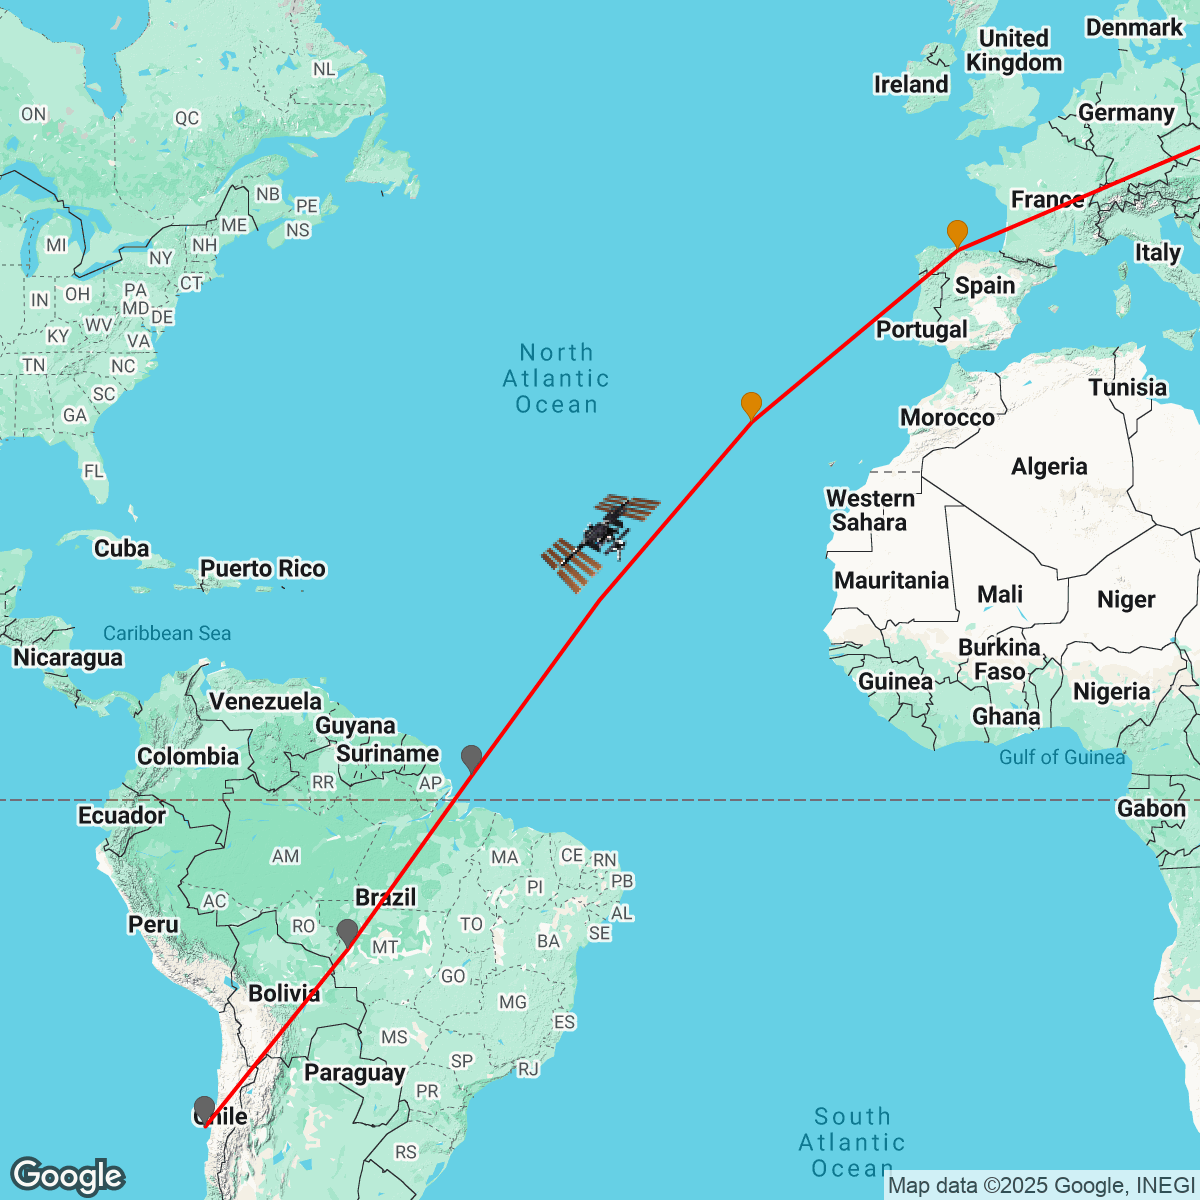 Denmark
United
Kingdom
Ireland
NL
ON
QC
Germany
NB
PE
France
ME
NS
MI
NH
NY
Italy
CT
Spain
PA
OH
IN
MD
DE
WV
Portugal
KY
VA
North
Atlantic
Ocean
TN
NC
Tunisia
SC
GA
Morocco
Algeria
FL
Western
Sahara
Cuba
Puerto Rico
Mauritania
Mali
Niger
Caribbean Sea
Burkina
Faso
Nicaragua
Guinea
Nigeria
Venezuela
Ghana
Guyana
Suriname
Colombia
Gulf of Guinea
RR
AP
Ecuador
Gabon
AM
MA
CE
RN
PB
PI
Brazil
AC
AL
Peru
RO
TO
SE
BA
MT
GO
Bolivia
MG
ES
MS
SP
RJ
Paraguay
PR
Chile
South
Atlantic
Ocean
RS
Google
Map data ©2025 Google, INEGI